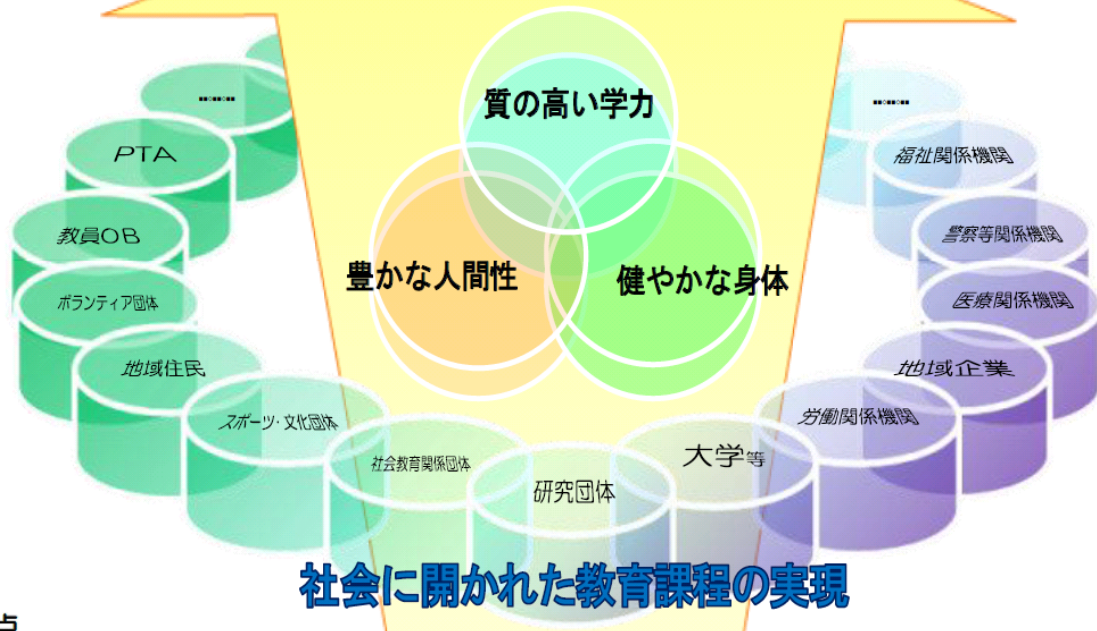 質の高い学力
豊かな人間性
健やかな身体
PTA
教員OB
ボランティア団体
地域住民
スポーツ・文化団体
社会教育関係団体
研究団体
大学等
労働関係機関
地域企業
医療関係機関
警察等関係機関
福祉関係機関
社会に開かれた教育課程の実現